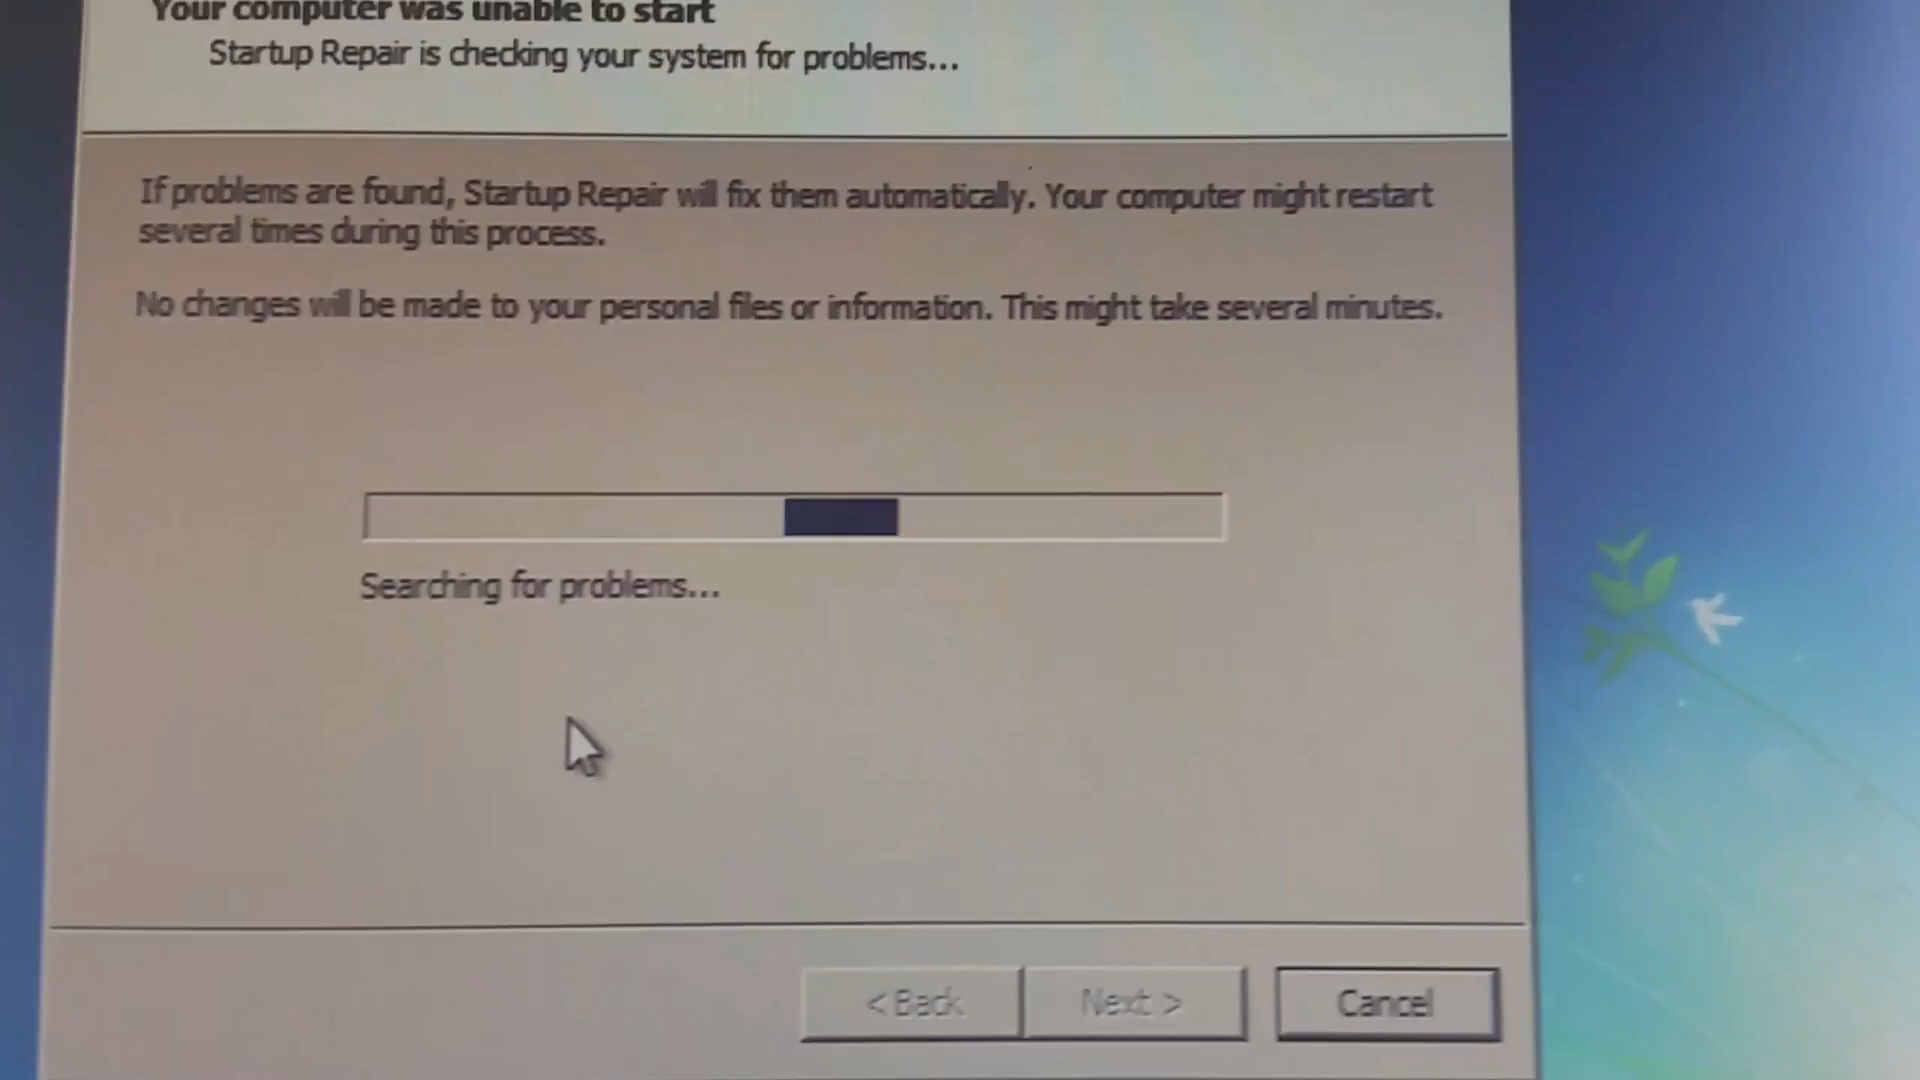 Your computer was unable to start
Startup Repair is checking your system for problems...
If problems are found, Startup Repair will fix them automatically. Your computer might restart
several times during this process.
No changes will be made to your personal files or information. This might take several minutes.
Searching for problems...
< Back
Next >
Cancel